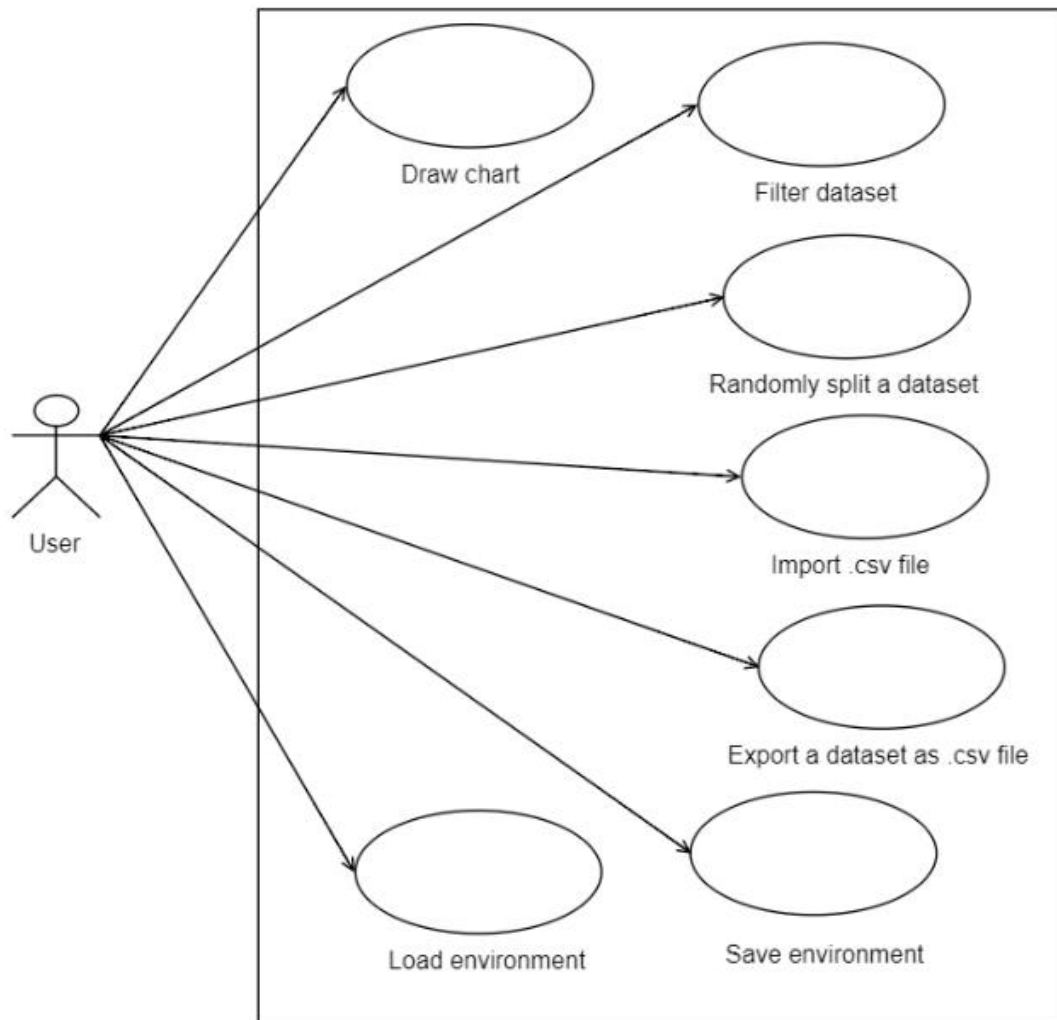 Draw chart
Filter dataset
Randomly split a dataset
User
Import .csv file
Export a dataset as .csv file
Load environment
Save environment